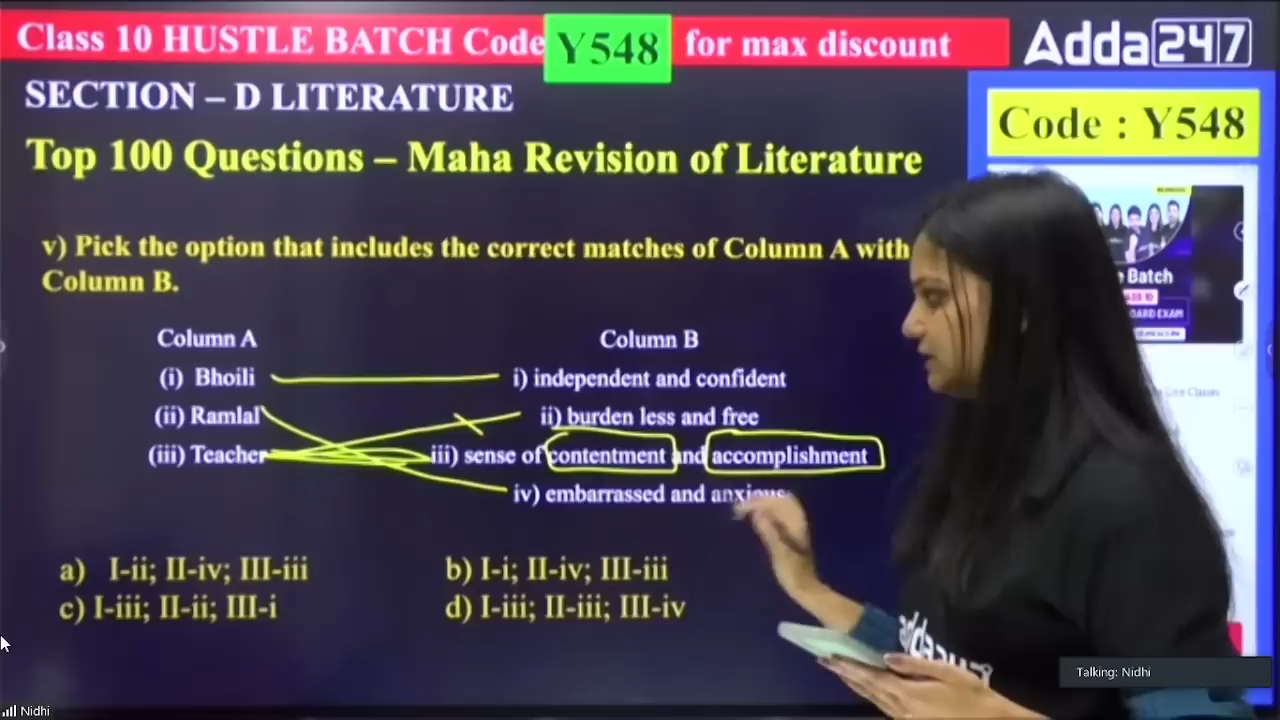 Class 10 HUSTLE BATCH Code Y548 for max discount
Adda247
SECTION – D LITERATURE
Code : Y548
Top 100 Questions – Maha Revision of Literature
v) Pick the option that includes the correct matches of Column A with
Column B.
Batch
Column A Column B
(i) Bhoili i) independent and confident
(ii) Ramlal ii) burden less and free
(iii) Teacher iii) sense of contentment and accomplishment
iv) embarrassed and anxious
a) I-ii; II-iv; III-iii b) I-i; II-iv; III-iii
c) I-iii; II-ii; III-i d) I-iii; II-iii; III-iv
Talking: Nidhi
Nidhi